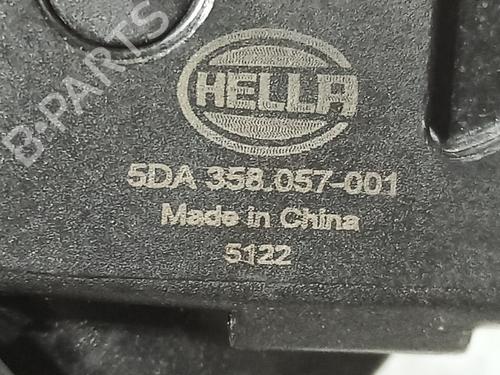 B-PARTS
HELLA
5DA 358.057-001
Made in China
5122